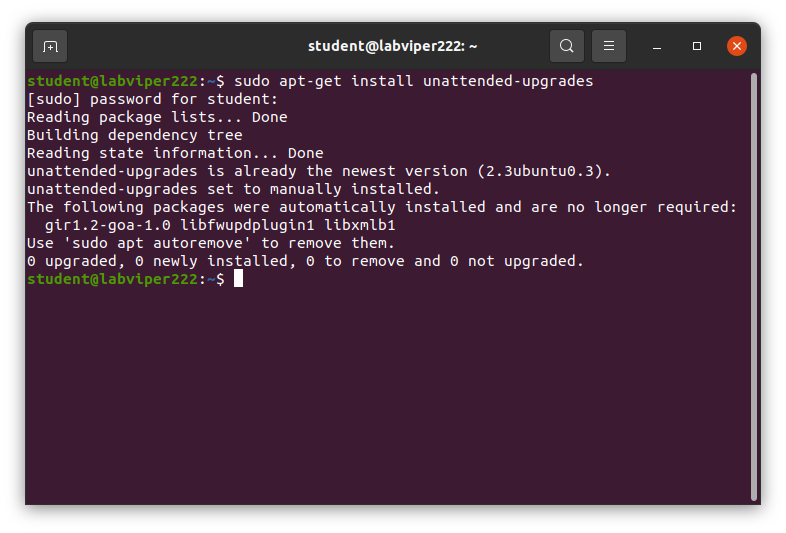 student@labviper222: ~
student@labviper222:~$ sudo apt-get install unattended-upgrades
[sudo] password for student:
Reading package lists... Done
Building dependency tree
Reading state information... Done
unattended-upgrades is already the newest version (2.3ubuntu0.3).
unattended-upgrades set to manually installed.
The following packages were automatically installed and are no longer required:
  gir1.2-goa-1.0 libfwupdplugin1 libxmlb1
Use 'sudo apt autoremove' to remove them.
0 upgraded, 0 newly installed, 0 to remove and 0 not upgraded.
student@labviper222:~$